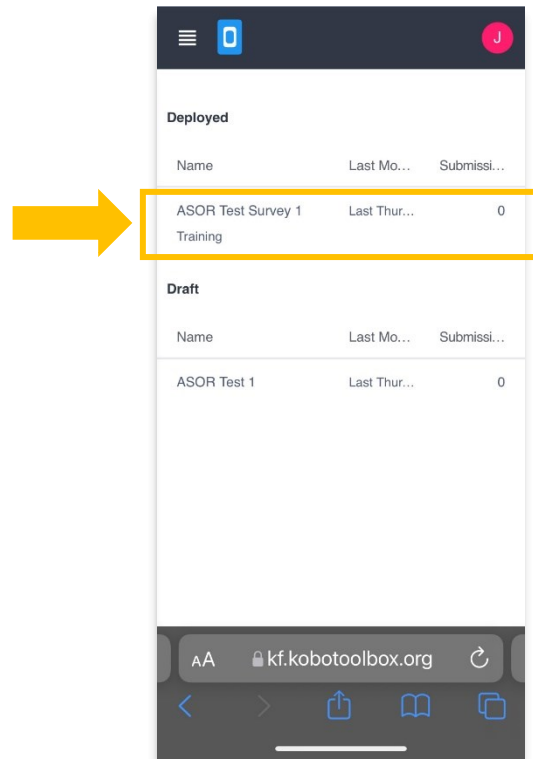 J
Deployed
Name Last Mo... Submissi...
ASOR Test Survey 1 Last Thur... 0
Training
Draft
Name Last Mo... Submissi...
ASOR Test 1 Last Thur... 0
AA kf.kobotoolbox.org